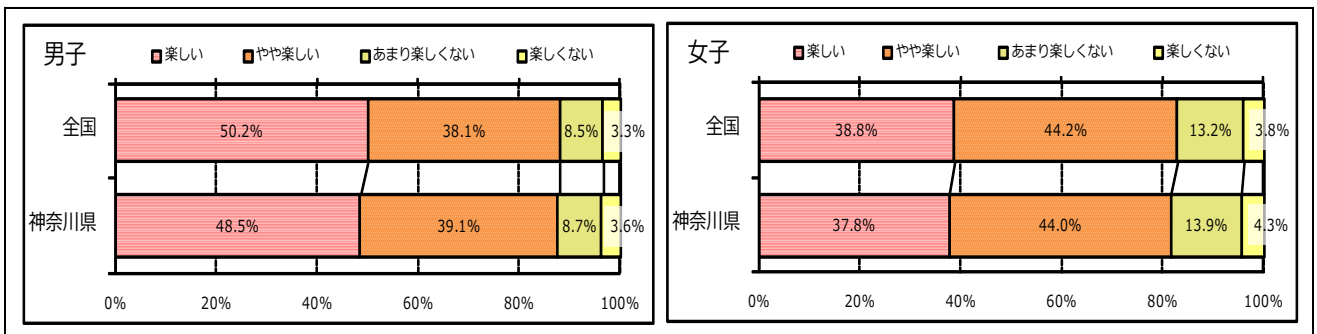 男子
楽しい やや楽しい あまり楽しくない 楽しくない
全国 50.2% 38.1% 8.5% 3.3%
神奈川県 48.5% 39.1% 8.7% 3.6%
0% 20% 40% 60% 80% 100%
女子
楽しい やや楽しい あまり楽しくない 楽しくない
全国 38.8% 44.2% 13.2% 3.8%
神奈川県 37.8% 44.0% 13.9% 4.3%
0% 20% 40% 60% 80% 100%